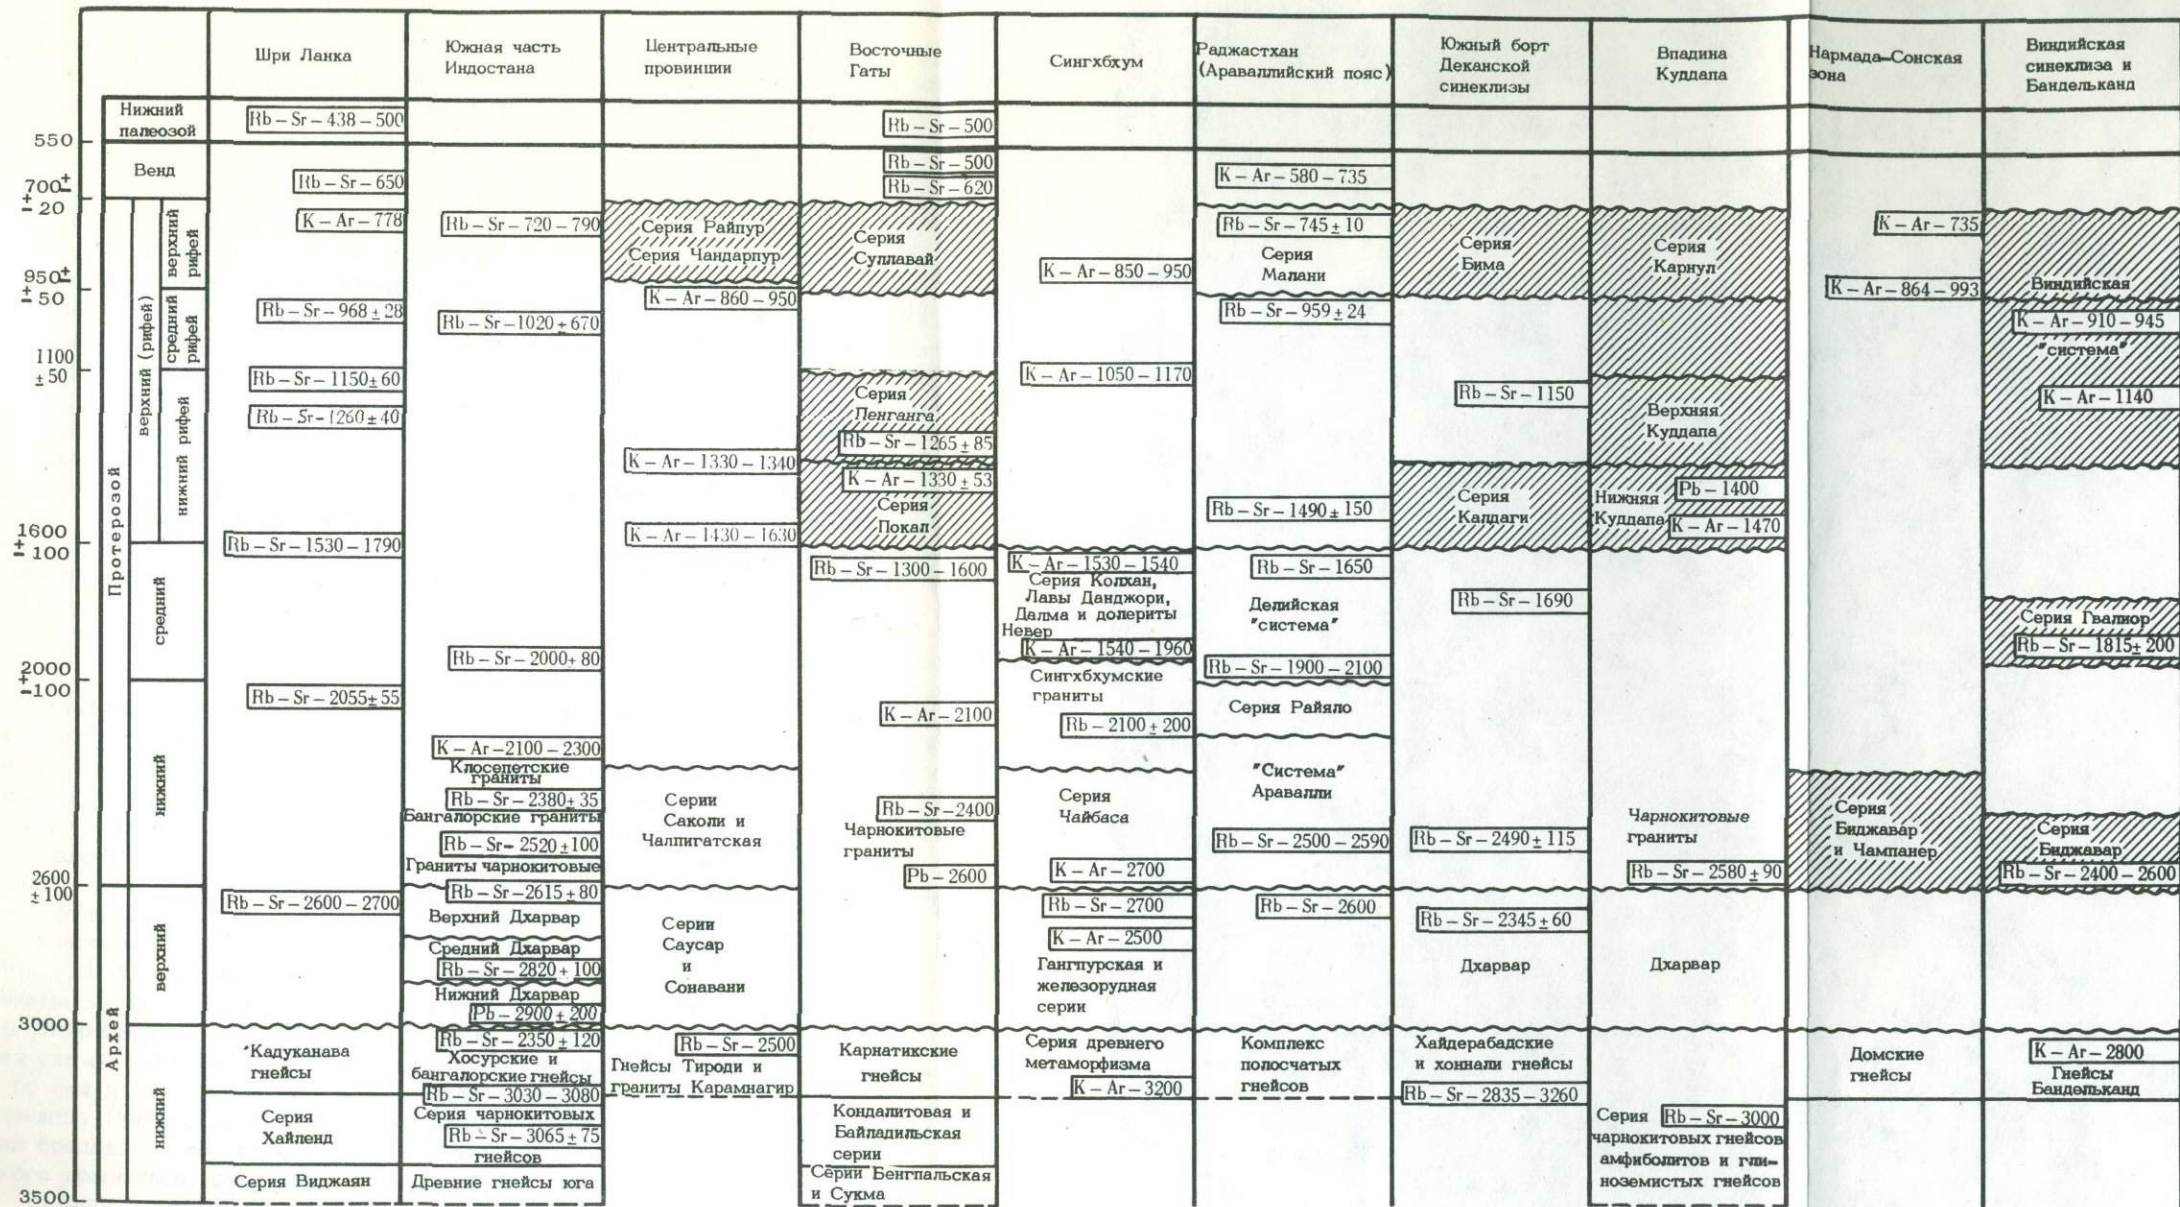 Шри Ланка
Южная часть
Индостана
Центральные
провинции
Восточные
Гаты
Сингхбхум
Раджастхан
(Араваллийский пояс)
Южный борт
Деканской
синеклизы
Впадина
Куддапа
Нармада-Сонская
зона
Виндийская
синеклиза и
Бандельканд
550
700±
±20
950±
±50
1100
±50
1600
±100
2000
±100
2600
±100
3000
3500
Нижний
палеозой
Венд
Протерозой
верхний (рифей)
верхний
рифей
средний
рифей
нижний рифей
средний
нижний
Архей
верхний
нижний
Rb – Sr – 438 – 500
Rb – Sr – 650
K – Ar – 778
Rb – Sr – 968 ± 28
Rb – Sr – 1150± 60
Rb – Sr – 1260 ± 40
Rb – Sr – 1530 – 1790
Rb – Sr – 2055± 55
Rb – Sr – 2600 – 2700
Кадуканава
гнейсы
Серия
Хайленд
Серия Виджаян
Rb – Sr – 720 – 790
Rb – Sr – 1020 ± 670
Rb – Sr – 2000+ 80
K – Ar – 2100 – 2300
Клосепетские
граниты
Rb – Sr – 2380± 35
Бангалорские граниты
Rb – Sr – 2520 ±100
Граниты чарнокитовые
Rb – Sr – 2615 ± 80
Верхний Дхарвар
Средний Дхарвар
Rb – Sr – 2820 + 100
Нижний Дхарвар
Pb – 2900 ± 200
Rb – Sr – 2350 ± 120
Хосурские и
бангалорские гнейсы
Rb – Sr – 3030 – 3080
Серия чарнокитовых
Rb – Sr – 3065 ± 75
гнейсов
Древние гнейсы юга
Серия Райпур
Серия Чандарпур
K – Ar – 860 – 950
K – Ar – 1330 – 1340
K – Ar – 1430 – 1630
Серии
Саколи и
Чалпигатская
Серии
Саусар
и
Сонавани
Rb – Sr – 2500
Гнейсы Тироди и
граниты Карамнагир
Rb – Sr – 500
Rb – Sr – 500
Rb – Sr – 620
Серия
Суллавай
Серия
Пенганга
Rb – Sr – 1265 ± 85
K – Ar – 1330 ± 53
Серия
Покал
Rb – Sr – 1300 – 1600
K – Ar – 2100
Rb – Sr – 2400
Чарнокитовые
граниты
Pb – 2600
Карнатикские
гнейсы
Кондалитовая и
Байладильская
серии
Серии Бенгпальская
и Сукма
K – Ar – 850 – 950
K – Ar – 1050 – 1170
K – Ar – 1530 – 1540
Серия Колхан,
Лавы Данджори,
Далма и долериты
Невер
K – Ar – 1540 – 1960
Сингхбхумские
граниты
Rb – 2100 ± 200
Серия
Чайбаса
K – Ar – 2700
Rb – Sr – 2700
K – Ar – 2500
Гангпурская и
железорудная
серии
Серия древнего
метаморфизма
K – Ar – 3200
K – Ar – 580 – 735
Rb – Sr – 745 ± 10
Серия
Малани
Rb – Sr – 959 ± 24
Rb – Sr – 1490 ± 150
Rb – Sr – 1650
Делийская
"система"
Rb – Sr – 1900 – 2100
Серия Райяло
"Система"
Аравалли
Rb – Sr – 2500 – 2590
Rb – Sr – 2600
Комплекс
полосчатых
гнейсов
Серия
Бима
Rb – Sr – 1150
Серия
Калдаги
Rb – Sr – 1690
Rb – Sr – 2490 ± 115
Rb – Sr – 2345 ± 60
Дхарвар
Хайдерабадские
и хоннали гнейсы
Rb – Sr – 2835 – 3260
Серия
Карнул
Верхняя
Куддапа
Pb – 1400
Нижняя
Куддапа
K – Ar – 1470
Чарнокитовые
граниты
Rb – Sr – 2580 ± 90
Дхарвар
Серия Rb – Sr – 3000
чарнокитовых гнейсов
амфиболитов и гли-
ноземистых гнейсов
K – Ar – 735
K – Ar – 864 – 993
Серия
Биджавар
и Чампанер
Домские
гнейсы
Виндийская
K – Ar – 910 – 945
"система"
K – Ar – 1140
Серия Гвалиор
Rb – Sr – 1815± 200
Серия
Биджавар
Rb – Sr – 2400 – 2600
K – Ar – 2800
Гнейсы
Бандельканд